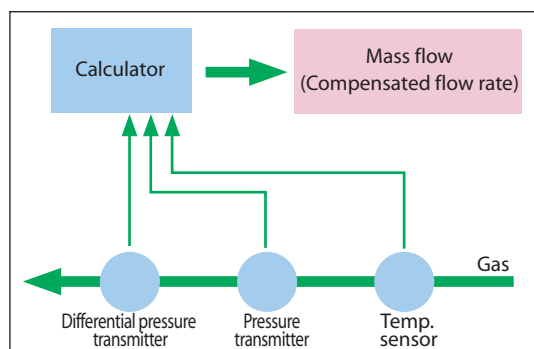 Calculator
Mass flow
(Compensated flow rate)
Gas
Differential pressure
transmitter
Pressure
transmitter
Temp.
sensor